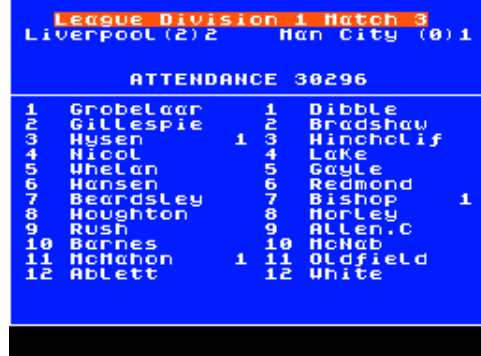 League Division 1 Match 3
Liverpool(2)2 Man City (0)1
ATTENDANCE 30296
1 Grobelaar 1 Dibble
2 Gillespie 2 Bradshaw
3 Hysen 1 3 Hinchclif
4 Nicol 4 Lake
5 Whelan 5 Gayle
6 Hansen 6 Redmond
7 Beardsley 7 Bishop 1
8 Houghton 8 Morley
9 Rush 9 Allen.C
10 Barnes 10 McNab
11 McMahon 1 11 Oldfield
12 Ablett 12 White